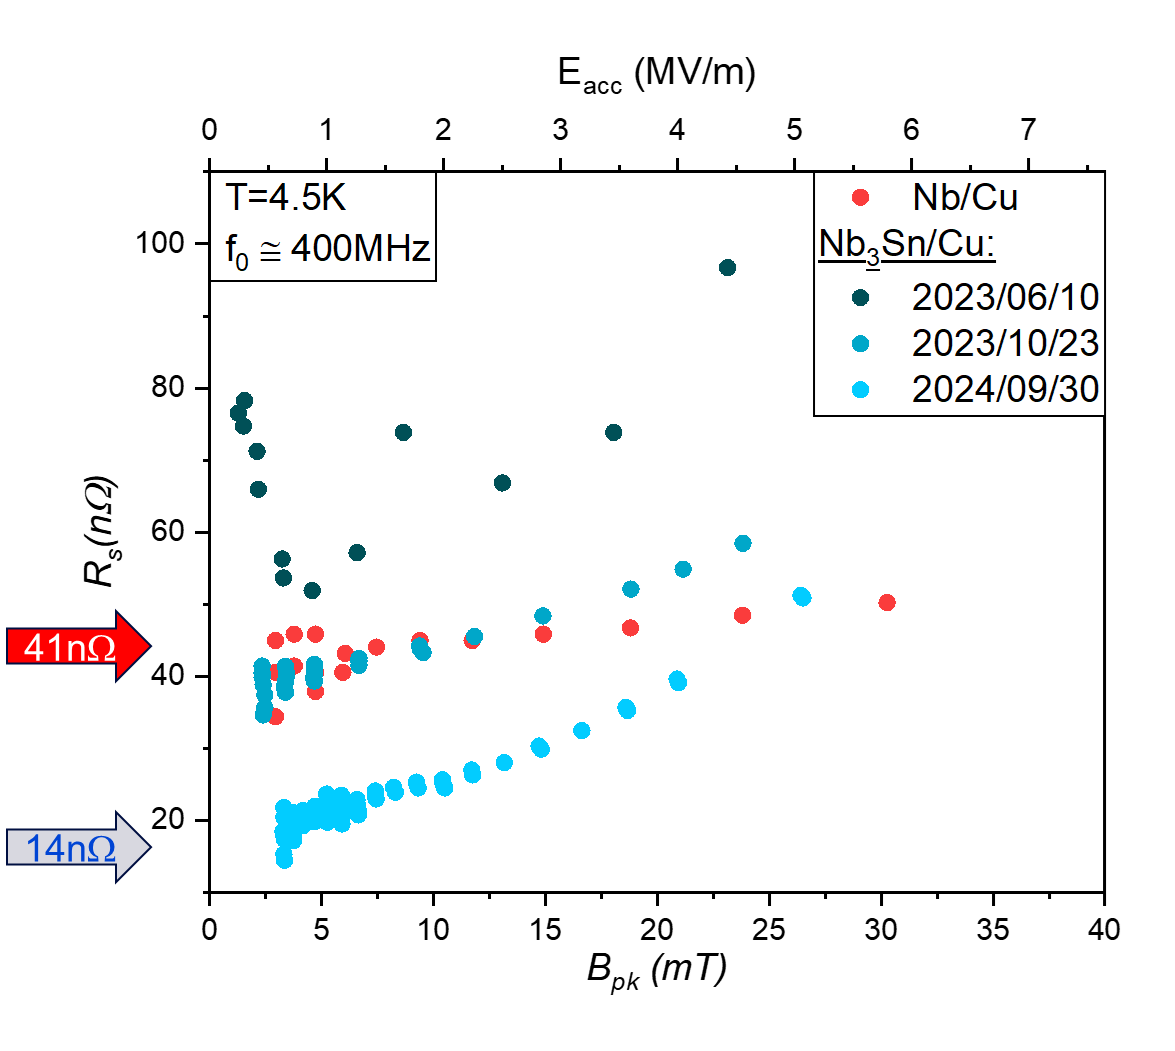 E_acc (MV/m)
0 1 2 3 4 5 6 7
T=4.5K
f_0 ≅ 400MHz
Nb/Cu
Nb_3Sn/Cu:
2023/06/10
2023/10/23
2024/09/30
R_s(nΩ)
100
80
60
40
20
41nΩ
14nΩ
0 5 10 15 20 25 30 35 40
B_pk (mT)